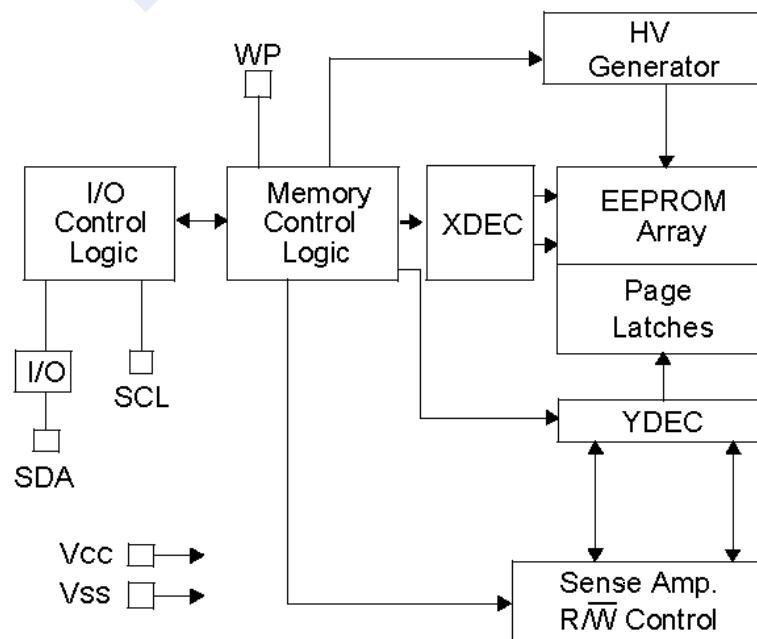 HV
Generator
WP
I/O
Control
Logic
Memory
Control
Logic
XDEC
EEPROM
Array
Page
Latches
I/O
SCL
YDEC
SDA
Vcc
Vss
Sense Amp.
R/W̅ Control